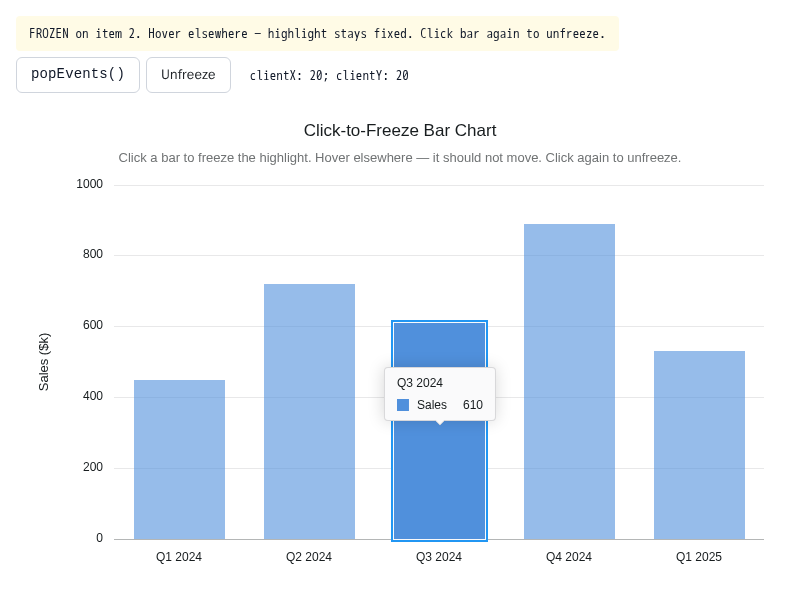 FROZEN on item 2. Hover elsewhere — highlight stays fixed. Click bar again to unfreeze.
popEvents() Unfreeze clientX: 20; clientY: 20
Click-to-Freeze Bar Chart
Click a bar to freeze the highlight. Hover elsewhere — it should not move. Click again to unfreeze.
1000
800
600
400
200
0
Sales ($k)
Q3 2024
Sales 610
Q1 2024 Q2 2024 Q3 2024 Q4 2024 Q1 2025